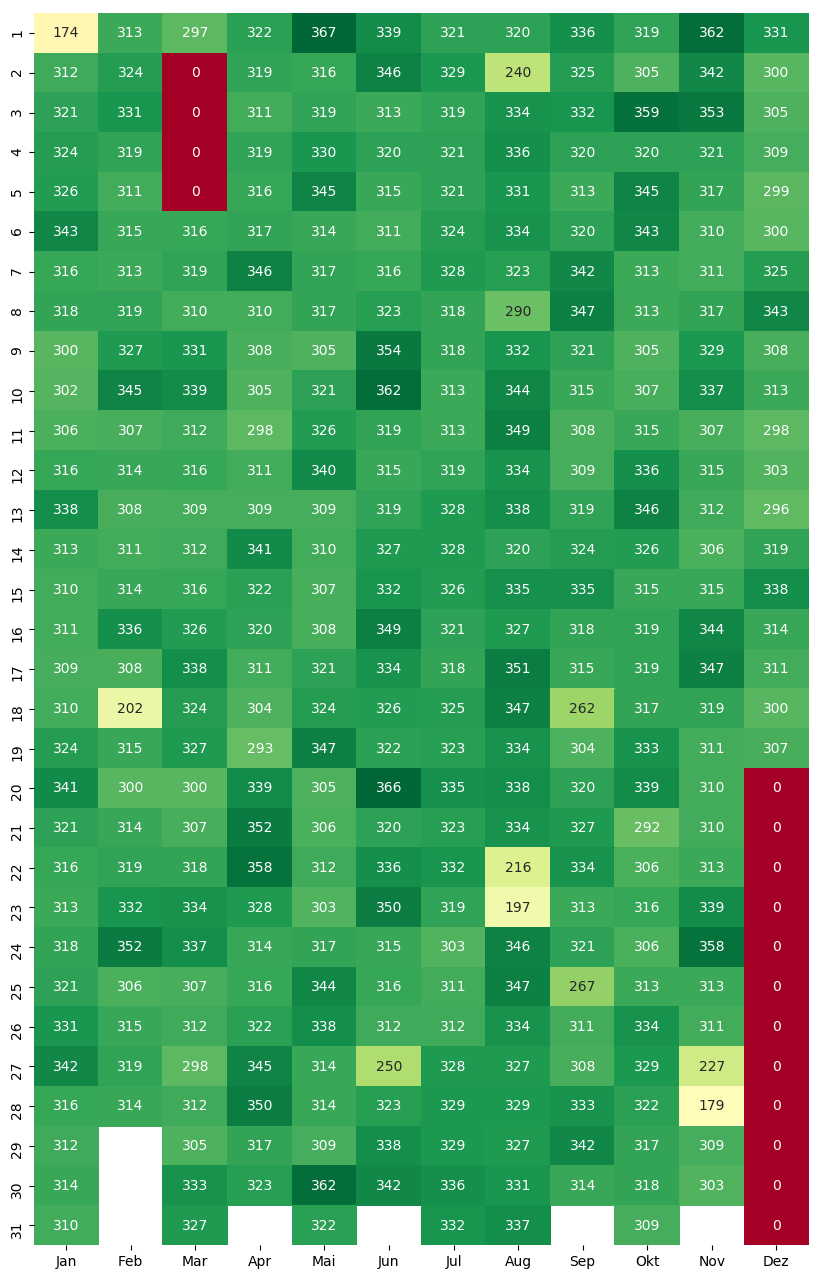 1 174 313 297 322 367 339 321 320 336 319 362 331
2 312 324 0 319 316 346 329 240 325 305 342 300
3 321 331 0 311 319 313 319 334 332 359 353 305
4 324 319 0 319 330 320 321 336 320 320 321 309
5 326 311 0 316 345 315 321 331 313 345 317 299
6 343 315 316 317 314 311 324 334 320 343 310 300
7 316 313 319 346 317 316 328 323 342 313 311 325
8 318 319 310 310 317 323 318 290 347 313 317 343
9 300 327 331 308 305 354 318 332 321 305 329 308
10 302 345 339 305 321 362 313 344 315 307 337 313
11 306 307 312 298 326 319 313 349 308 315 307 298
12 316 314 316 311 340 315 319 334 309 336 315 303
13 338 308 309 309 309 319 328 338 319 346 312 296
14 313 311 312 341 310 327 328 320 324 326 306 319
15 310 314 316 322 307 332 326 335 335 315 315 338
16 311 336 326 320 308 349 321 327 318 319 344 314
17 309 308 338 311 321 334 318 351 315 319 347 311
18 310 202 324 304 324 326 325 347 262 317 319 300
19 324 315 327 293 347 322 323 334 304 333 311 307
20 341 300 300 339 305 366 335 338 320 339 310 0
21 321 314 307 352 306 320 323 334 327 292 310 0
22 316 319 318 358 312 336 332 216 334 306 313 0
23 313 332 334 328 303 350 319 197 313 316 339 0
24 318 352 337 314 317 315 303 346 321 306 358 0
25 321 306 307 316 344 316 311 347 267 313 313 0
26 331 315 312 322 338 312 312 334 311 334 311 0
27 342 319 298 345 314 250 328 327 308 329 227 0
28 316 314 312 350 314 323 329 329 333 322 179 0
29 312 305 317 309 338 329 327 342 317 309 0
30 314 333 323 362 342 336 331 314 318 303 0
31 310 327 322 332 337 309 0
Jan Feb Mar Apr Mai Jun Jul Aug Sep Okt Nov Dez